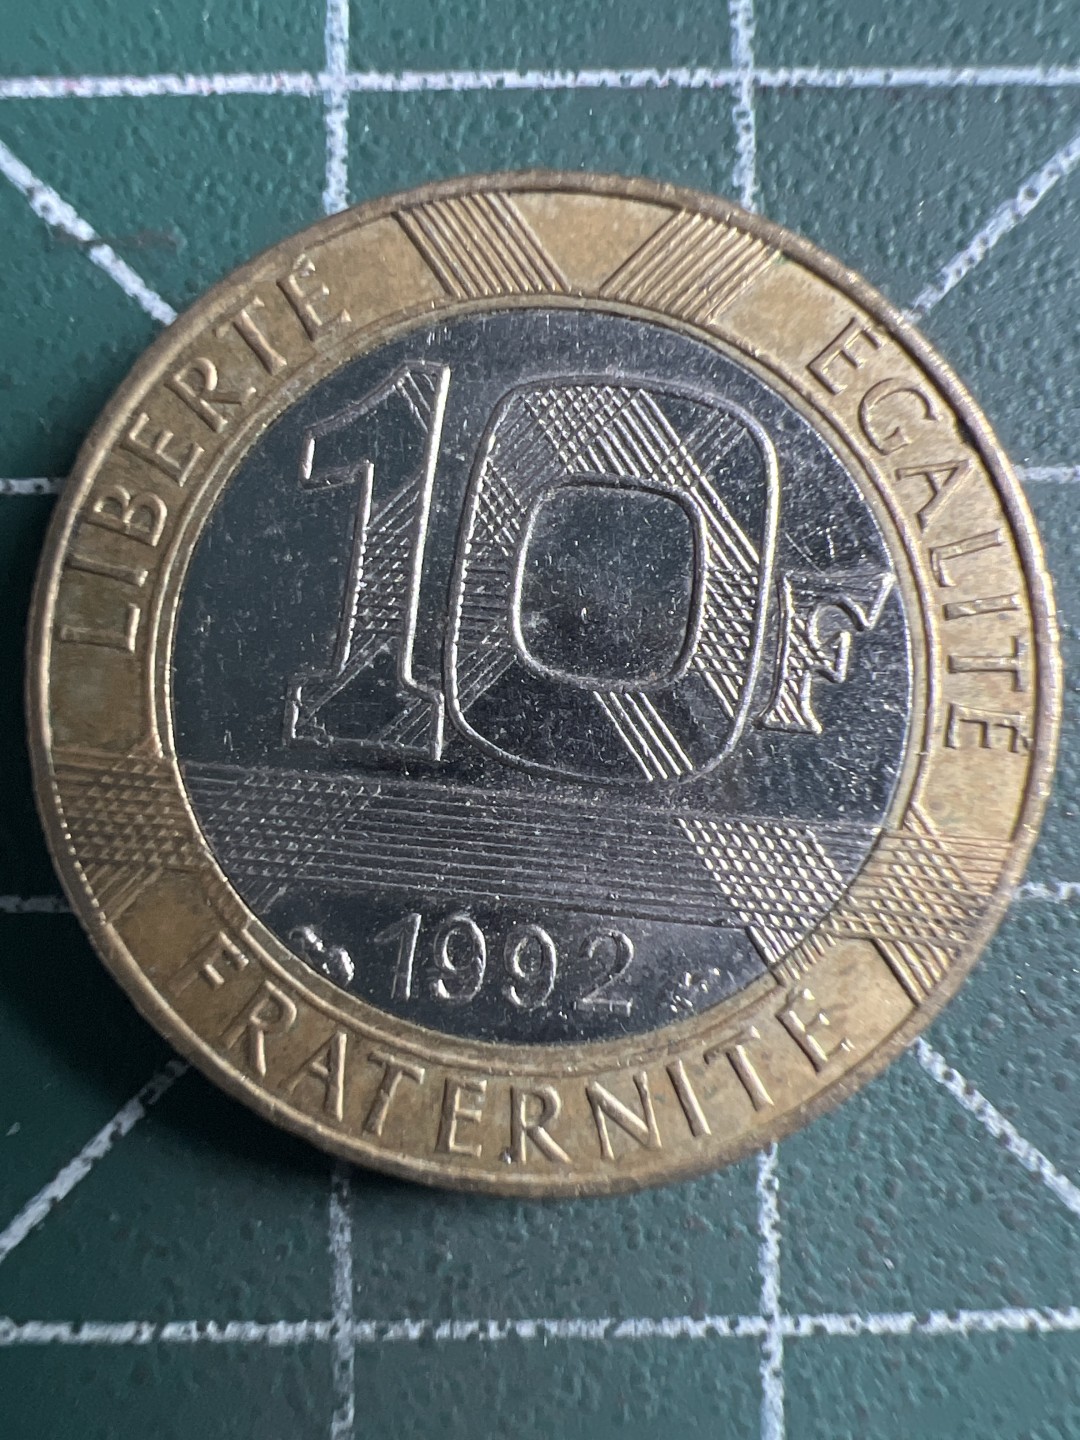 LIBERTE
EGALITE
10 F
1992
FRATERNITE